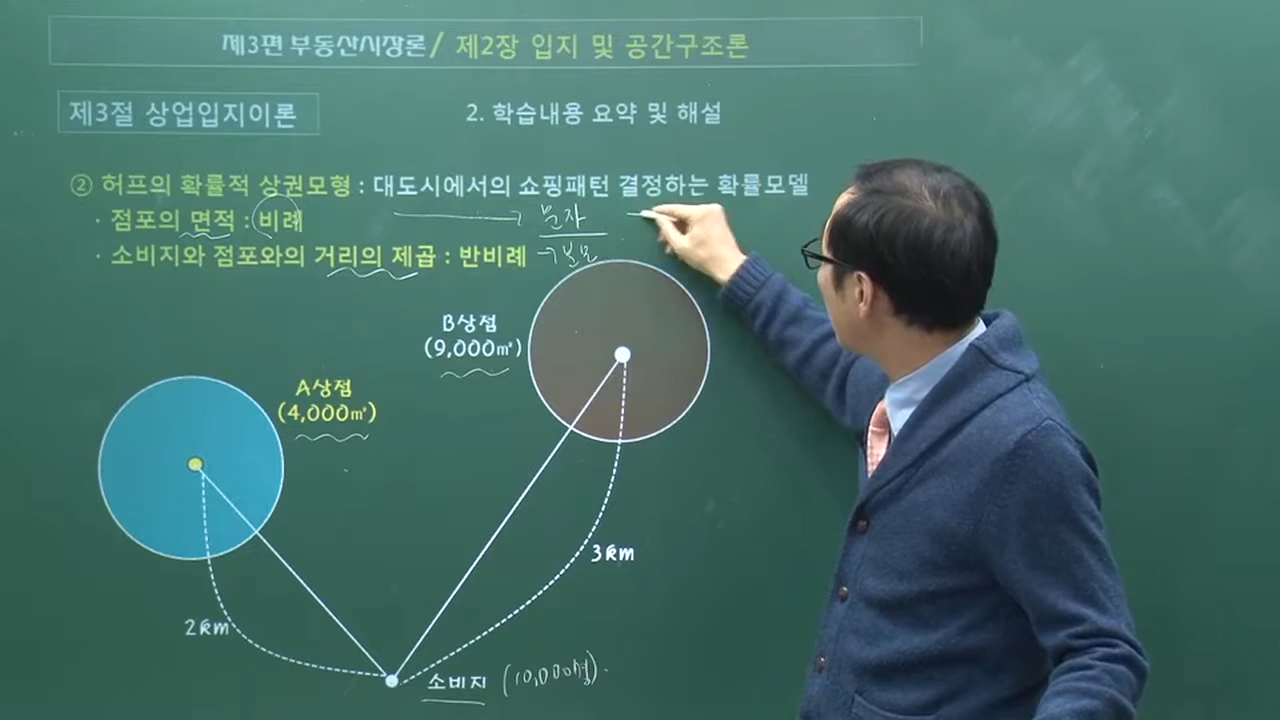 제3편 부동산시장론 / 제2장 입지 및 공간구조론
제3절 상업입지이론
2. 학습내용 요약 및 해설
② 허프의 확률적 상권모형 : 대도시에서의 쇼핑패턴 결정하는 확률모델
· 점포의 면적 : 비례 → 분자
· 소비지와 점포와의 거리의 제곱 : 반비례 → 분모
B상점
(9,000㎡)
A상점
(4,000㎡)
3km
2km
소비지 (10,000명)